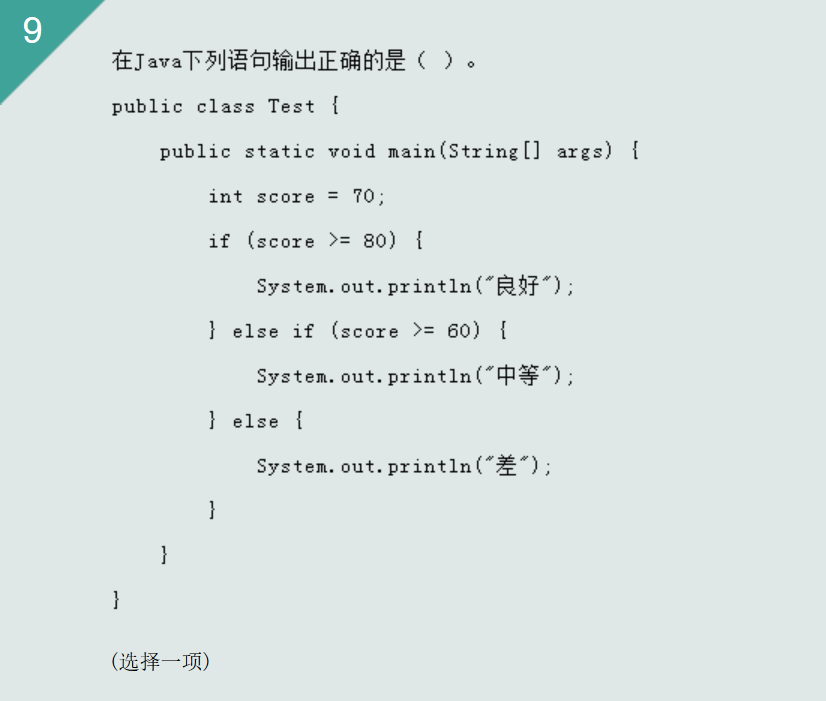 9
在Java下列语句输出正确的是（ ）。
public class Test {
    public static void main(String[] args) {
        int score = 70;
        if (score >= 80) {
            System.out.println("良好");
        } else if (score >= 60) {
            System.out.println("中等");
        } else {
            System.out.println("差");
        }
    }
}
(选择一项)